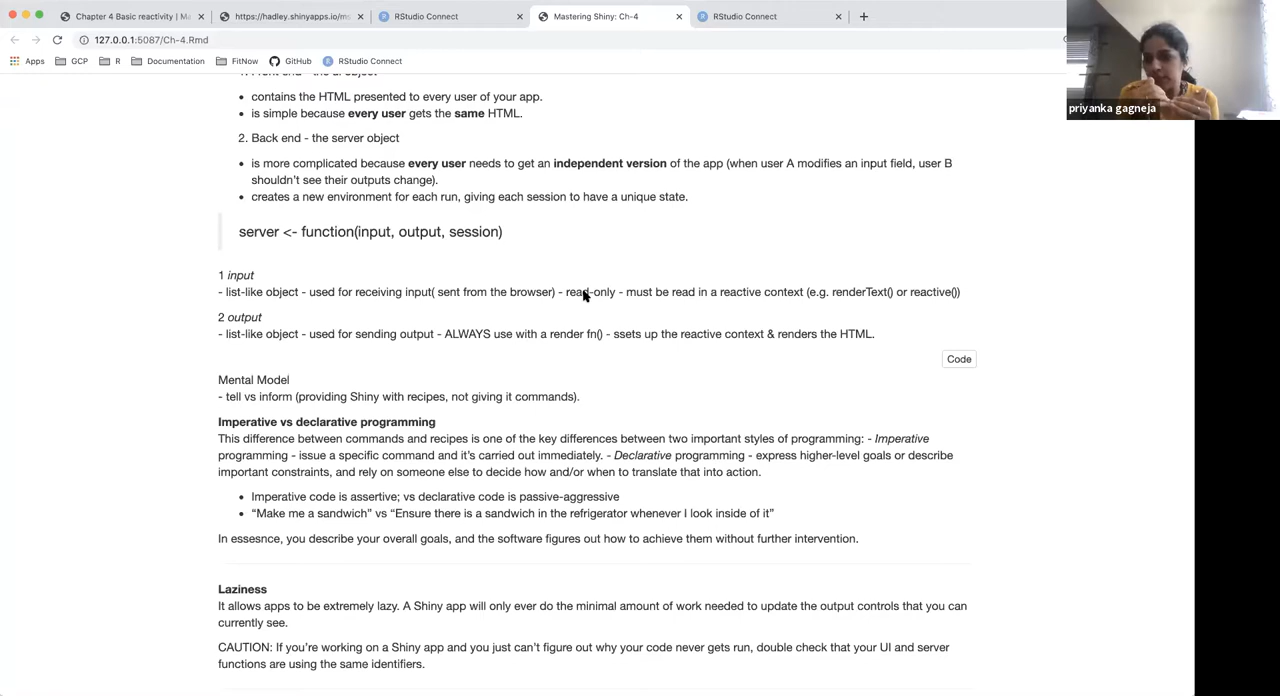 Chapter 4 Basic reactivity | Ma
https://hadley.shinyapps.io/ms
RStudio Connect
Mastering Shiny: Ch-4
RStudio Connect
127.0.0.1:5087/Ch-4.Rmd
Apps GCP R Documentation FitNow GitHub RStudio Connect
priyanka gagneja
1. Front end - the ui object
• contains the HTML presented to every user of your app.
• is simple because every user gets the same HTML.
2. Back end - the server object
• is more complicated because every user needs to get an independent version of the app (when user A modifies an input field, user B
shouldn't see their outputs change).
• creates a new environment for each run, giving each session to have a unique state.
server <- function(input, output, session)
1 input
- list-like object - used for receiving input( sent from the browser) - read-only - must be read in a reactive context (e.g. renderText() or reactive())
2 output
- list-like object - used for sending output - ALWAYS use with a render fn() - ssets up the reactive context & renders the HTML.
Code
Mental Model
- tell vs inform (providing Shiny with recipes, not giving it commands).
Imperative vs declarative programming
This difference between commands and recipes is one of the key differences between two important styles of programming: - Imperative
programming - issue a specific command and it's carried out immediately. - Declarative programming - express higher-level goals or describe
important constraints, and rely on someone else to decide how and/or when to translate that into action.
• Imperative code is assertive; vs declarative code is passive-aggressive
• "Make me a sandwich" vs "Ensure there is a sandwich in the refrigerator whenever I look inside of it"
In essesnce, you describe your overall goals, and the software figures out how to achieve them without further intervention.
Laziness
It allows apps to be extremely lazy. A Shiny app will only ever do the minimal amount of work needed to update the output controls that you can
currently see.
CAUTION: If you're working on a Shiny app and you just can't figure out why your code never gets run, double check that your UI and server
functions are using the same identifiers.